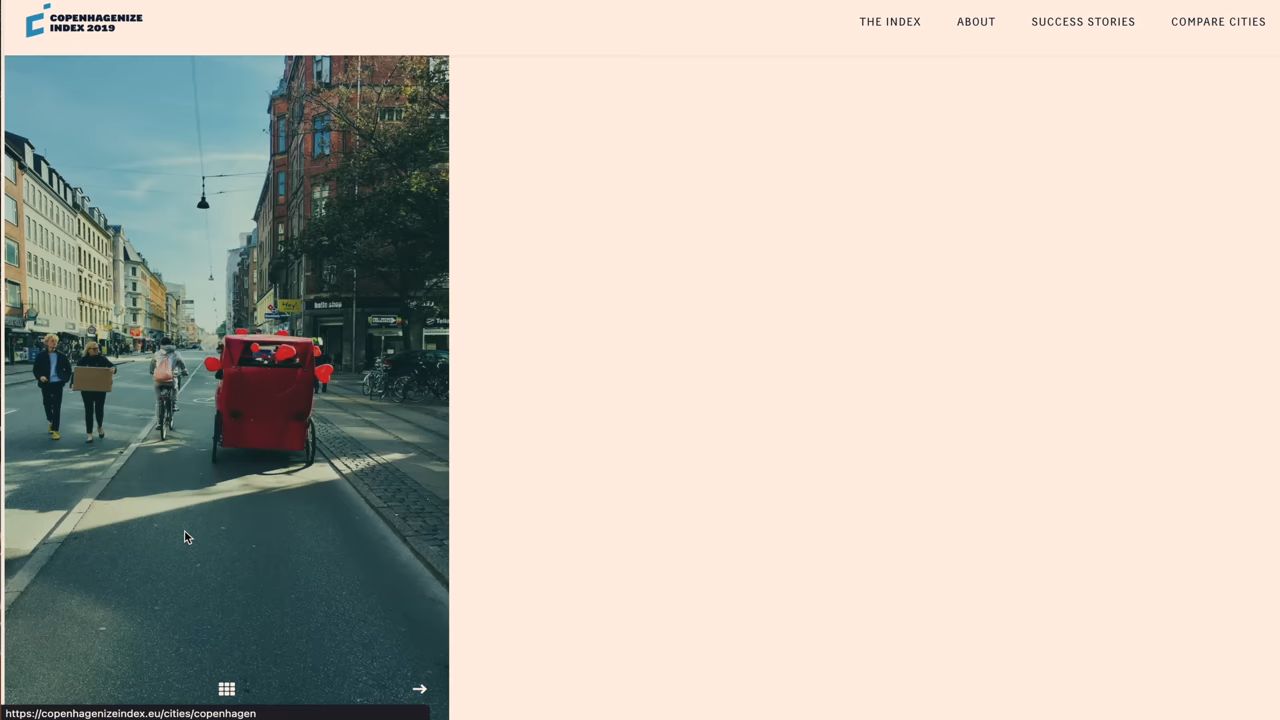 COPENHAGENIZE
INDEX 2019
THE INDEX
ABOUT
SUCCESS STORIES
COMPARE CITIES
https://copenhagenizeindex.eu/cities/copenhagen